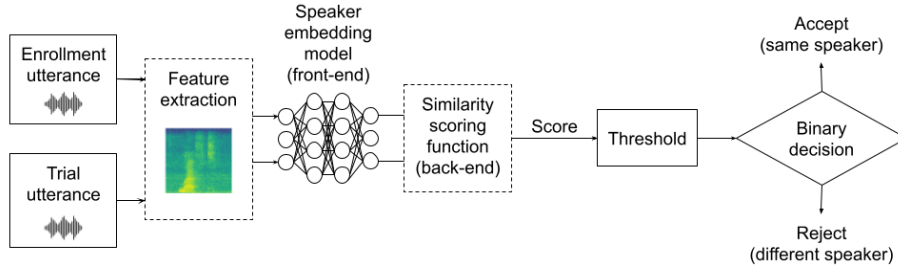 Enrollment
utterance
Trial
utterance
Feature
extraction
Speaker
embedding
model
(front-end)
Similarity
scoring
function
(back-end)
Score
Threshold
Binary
decision
Accept
(same speaker)
Reject
(different speaker)